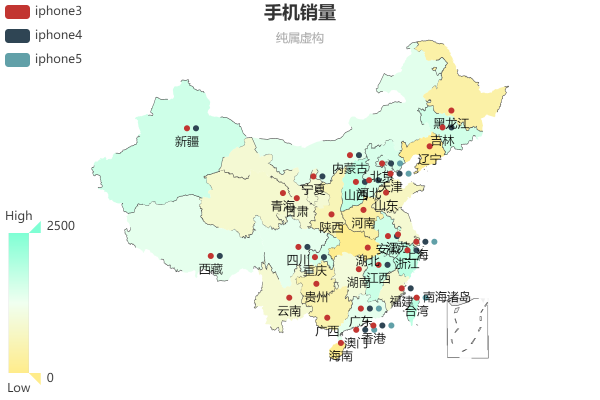 iphone3
iphone4
iphone5
手机销量
纯属虚构
黑龙江
吉林
辽宁
新疆
内蒙古
北京
天津
宁夏
山西
河北
山东
青海
甘肃
陕西
河南
江苏
安徽
上海
四川
西藏
重庆
湖北
浙江
江西
湖南
贵州
云南
福建
南海诸岛
台湾
广西
广东
香港
澳门
海南
High
2500
0
Low